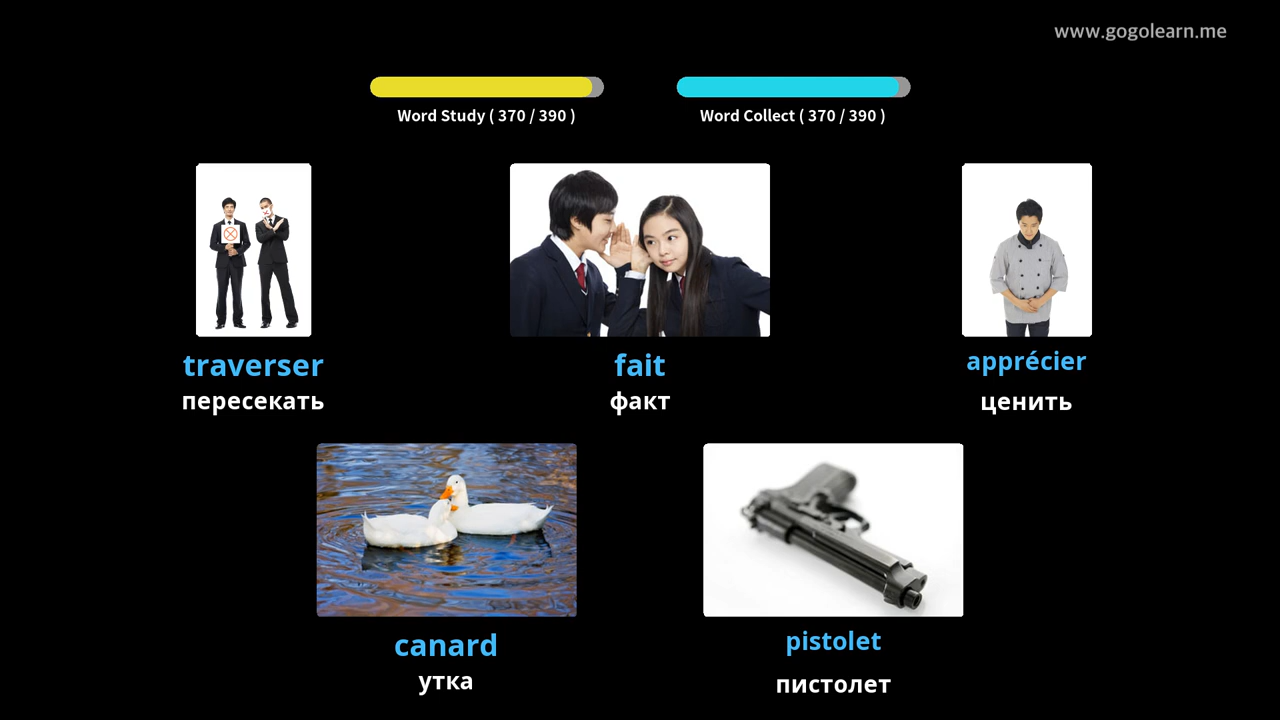 www.gogolearn.me
Word Study ( 370 / 390 )
Word Collect ( 370 / 390 )
traverser
пересекать
fait
факт
apprécier
ценить
canard
утка
pistolet
пистолет